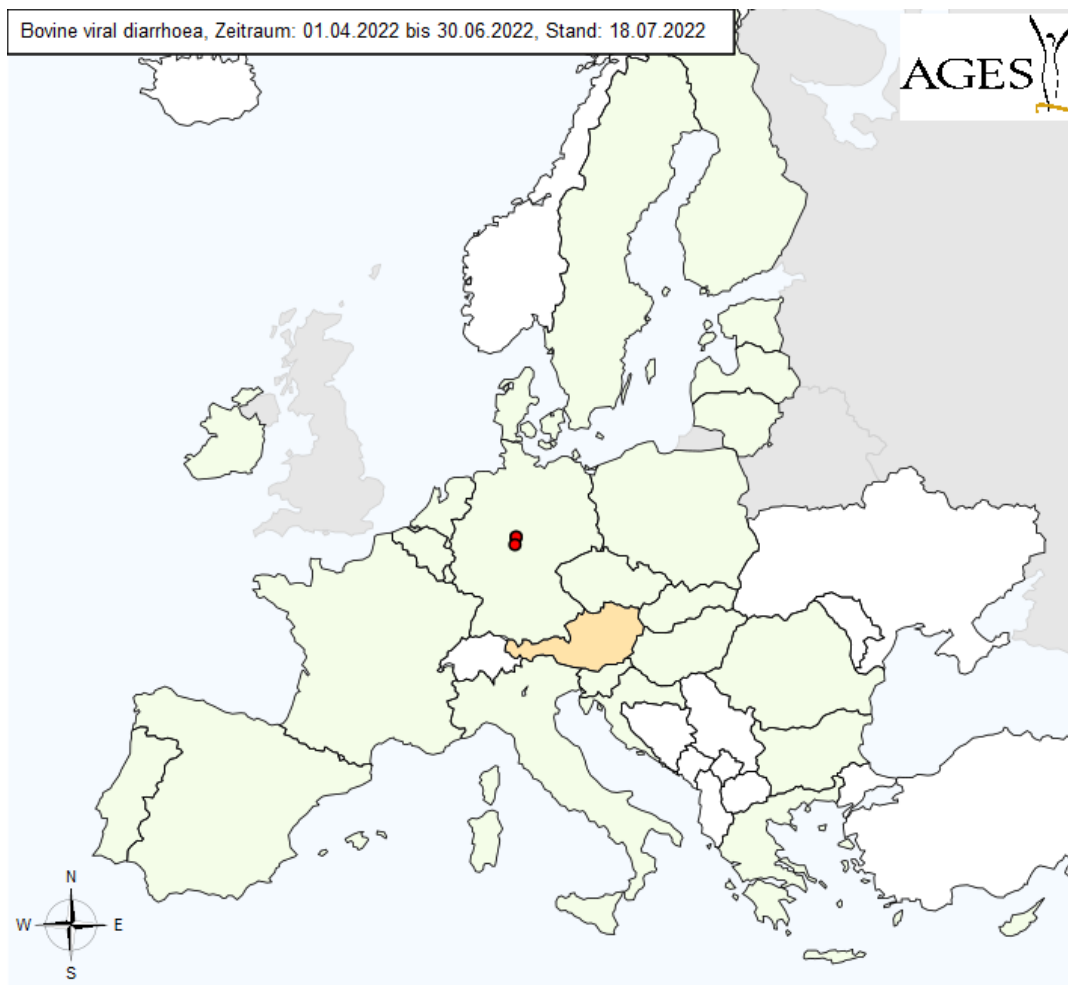 Bovine viral diarrhoea, Zeitraum: 01.04.2022 bis 30.06.2022, Stand: 18.07.2022
AGES
N
W E
S